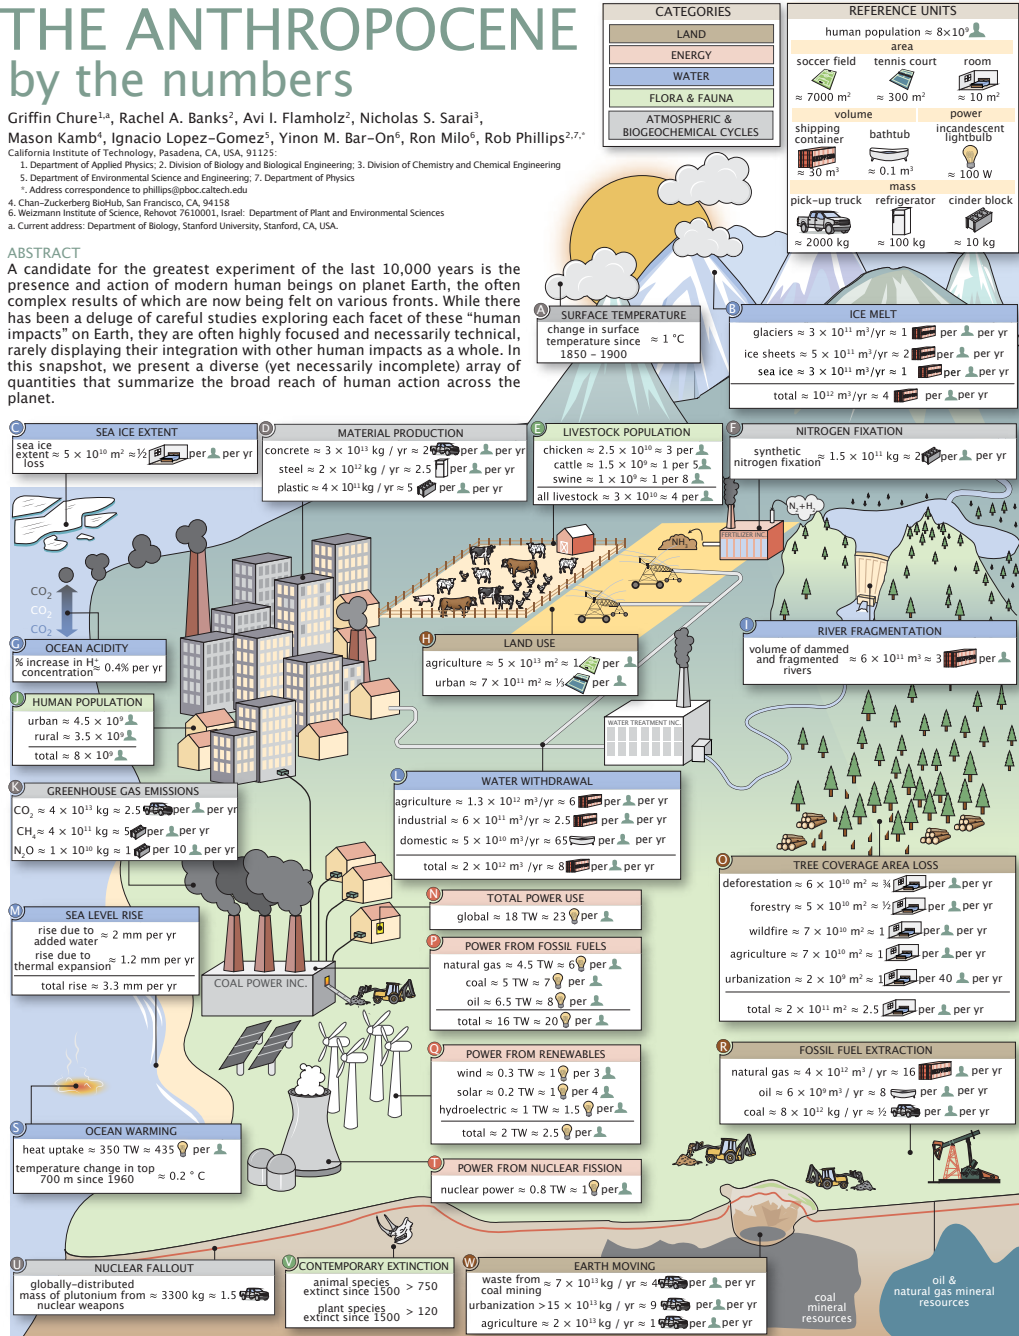 THE ANTHROPOCENE
by the numbers
Griffin Chure¹,ᵃ, Rachel A. Banks², Avi I. Flamholz², Nicholas S. Sarai³,
Mason Kamb⁴, Ignacio Lopez-Gomez⁵, Yinon M. Bar-On⁶, Ron Milo⁶, Rob Phillips²,⁷,*
California Institute of Technology, Pasadena, CA, USA, 91125:
1. Department of Applied Physics; 2. Division of Biology and Biological Engineering; 3. Division of Chemistry and Chemical Engineering
5. Department of Environmental Science and Engineering; 7. Department of Physics
*. Address correspondence to phillips@pboc.caltech.edu
4. Chan-Zuckerberg BioHub, San Francisco, CA, 94158
6. Weizmann Institute of Science, Rehovot 7610001, Israel: Department of Plant and Environmental Sciences
a. Current address: Department of Biology, Stanford University, Stanford, CA, USA.
ABSTRACT
A candidate for the greatest experiment of the last 10,000 years is the
presence and action of modern human beings on planet Earth, the often
complex results of which are now being felt on various fronts. While there
has been a deluge of careful studies exploring each facet of these “human
impacts” on Earth, they are often highly focused and necessarily technical,
rarely displaying their integration with other human impacts as a whole. In
this snapshot, we present a diverse (yet necessarily incomplete) array of
quantities that summarize the broad reach of human action across the
planet.
CATEGORIES
LAND
ENERGY
WATER
FLORA & FAUNA
ATMOSPHERIC &
BIOGEOCHEMICAL CYCLES
REFERENCE UNITS
human population ≈ 8×10⁹
area
soccer field tennis court room
≈ 7000 m² ≈ 300 m² ≈ 10 m²
volume power
shipping container bathtub incandescent lightbulb
≈ 30 m³ ≈ 0.1 m³ ≈ 100 W
mass
pick-up truck refrigerator cinder block
≈ 2000 kg ≈ 100 kg ≈ 10 kg
A SURFACE TEMPERATURE
change in surface
temperature since ≈ 1 °C
1850 – 1900
B ICE MELT
glaciers ≈ 3 × 10¹¹ m³/yr ≈ 1 per per yr
ice sheets ≈ 5 × 10¹¹ m³/yr ≈ 2 per per yr
sea ice ≈ 3 × 10¹¹ m³/yr ≈ 1 per per yr
total ≈ 10¹² m³/yr ≈ 4 per per yr
C SEA ICE EXTENT
sea ice
extent ≈ 5 × 10¹⁰ m² ≈ ½ per per yr
loss
D MATERIAL PRODUCTION
concrete ≈ 3 × 10¹³ kg / yr ≈ 2 per per yr
steel ≈ 2 × 10¹² kg / yr ≈ 2.5 per per yr
plastic ≈ 4 × 10¹¹ kg / yr ≈ 5 per per yr
E LIVESTOCK POPULATION
chicken ≈ 2.5 × 10¹⁰ ≈ 3 per
cattle ≈ 1.5 × 10⁹ ≈ 1 per 5
swine ≈ 1 × 10⁹ ≈ 1 per 8
all livestock ≈ 3 × 10¹⁰ ≈ 4 per
F NITROGEN FIXATION
synthetic
nitrogen fixation ≈ 1.5 × 10¹¹ kg ≈ 2 per per yr
N₂+H₂
FERTILIZER INC.
NH₃
CO₂
CO₂
CO₂
G OCEAN ACIDITY
% increase in H⁺
concentration ≈ 0.4% per yr
H LAND USE
agriculture ≈ 5 × 10¹³ m² ≈ 1 per
urban ≈ 7 × 10¹¹ m² ≈ ⅓ per
I RIVER FRAGMENTATION
volume of dammed
and fragmented ≈ 6 × 10¹¹ m³ ≈ 3 per
rivers
J HUMAN POPULATION
urban ≈ 4.5 × 10⁹
rural ≈ 3.5 × 10⁹
total ≈ 8 × 10⁹
WATER TREATMENT INC.
K GREENHOUSE GAS EMISSIONS
CO₂ ≈ 4 × 10¹³ kg ≈ 2.5 per per yr
CH₄ ≈ 4 × 10¹¹ kg ≈ 5 per per yr
N₂O ≈ 1 × 10¹⁰ kg ≈ 1 per 10 per yr
L WATER WITHDRAWAL
agriculture ≈ 1.3 × 10¹² m³/yr ≈ 6 per per yr
industrial ≈ 6 × 10¹¹ m³/yr ≈ 2.5 per per yr
domestic ≈ 5 × 10¹⁰ m³/yr ≈ 65 per per yr
total ≈ 2 × 10¹² m³ /yr ≈ 8 per per yr
M SEA LEVEL RISE
rise due to
added water ≈ 2 mm per yr
rise due to
thermal expansion ≈ 1.2 mm per yr
total rise ≈ 3.3 mm per yr
N TOTAL POWER USE
global ≈ 18 TW ≈ 23 per
O TREE COVERAGE AREA LOSS
deforestation ≈ 6 × 10¹⁰ m² ≈ ¾ per per yr
forestry ≈ 5 × 10¹⁰ m² ≈ ½ per per yr
wildfire ≈ 7 × 10¹⁰ m² ≈ 1 per per yr
agriculture ≈ 7 × 10¹⁰ m² ≈ 1 per per yr
urbanization ≈ 2 × 10⁹ m² ≈ 1 per 40 per yr
total ≈ 2 × 10¹¹ m² ≈ 2.5 per per yr
P POWER FROM FOSSIL FUELS
natural gas ≈ 4.5 TW ≈ 6 per
coal ≈ 5 TW ≈ 7 per
oil ≈ 6.5 TW ≈ 8 per
total ≈ 16 TW ≈ 20 per
COAL POWER INC.
Q POWER FROM RENEWABLES
wind ≈ 0.3 TW ≈ 1 per 3
solar ≈ 0.2 TW ≈ 1 per 4
hydroelectric ≈ 1 TW ≈ 1.5 per
total ≈ 2 TW ≈ 2.5 per
R FOSSIL FUEL EXTRACTION
natural gas ≈ 4 × 10¹² m³ / yr ≈ 16 per per yr
oil ≈ 6 × 10⁹ m³ / yr ≈ 8 per per yr
coal ≈ 8 × 10¹² kg / yr ≈ ½ per per yr
S OCEAN WARMING
heat uptake ≈ 350 TW ≈ 435 per
temperature change in top
700 m since 1960 ≈ 0.2 ° C
T POWER FROM NUCLEAR FISSION
nuclear power ≈ 0.8 TW ≈ 1 per
U NUCLEAR FALLOUT
globally-distributed
mass of plutonium from ≈ 3300 kg ≈ 1.5
nuclear weapons
V CONTEMPORARY EXTINCTION
animal species
extinct since 1500 > 750
plant species
extinct since 1500 > 120
W EARTH MOVING
waste from
coal mining ≈ 7 × 10¹³ kg / yr ≈ 4 per per yr
urbanization >15 × 10¹³ kg / yr ≈ 9 per per yr
agriculture ≈ 2 × 10¹³ kg / yr ≈ 1 per per yr
coal
mineral
resources
oil &
natural gas mineral
resources